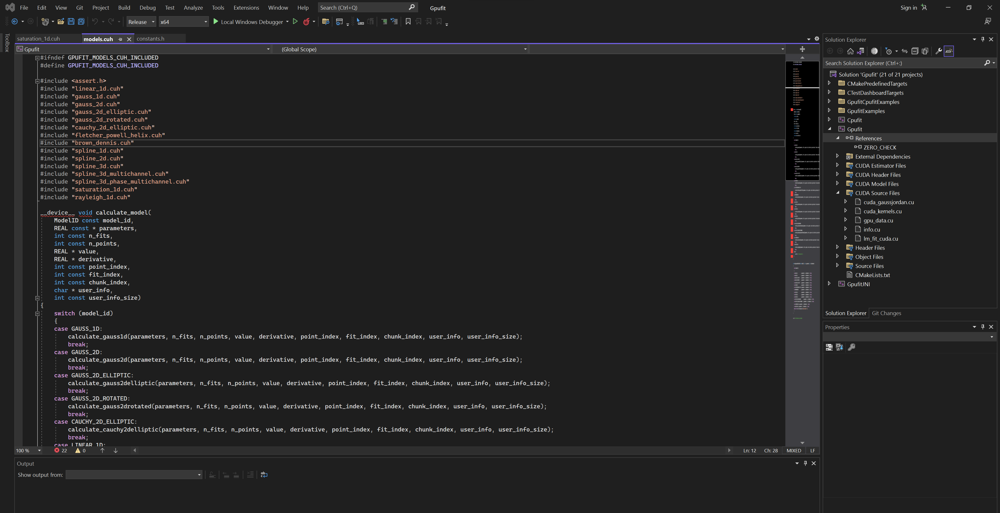 File Edit View Git Project Build Debug Test Analyze Tools Extensions Window Help Search (Ctrl+Q) Gpufit Sign in
Release x64 Local Windows Debugger
Toolbox
saturation_1d.cuh models.cuh constants.h
Gpufit (Global Scope)
#ifndef GPUFIT_MODELS_CUH_INCLUDED
#define GPUFIT_MODELS_CUH_INCLUDED
#include <assert.h>
#include "linear_1d.cuh"
#include "gauss_1d.cuh"
#include "gauss_2d.cuh"
#include "gauss_2d_elliptic.cuh"
#include "gauss_2d_rotated.cuh"
#include "cauchy_2d_elliptic.cuh"
#include "fletcher_powell_helix.cuh"
#include "brown_dennis.cuh"
#include "spline_1d.cuh"
#include "spline_2d.cuh"
#include "spline_3d.cuh"
#include "spline_3d_multichannel.cuh"
#include "spline_3d_phase_multichannel.cuh"
#include "saturation_1d.cuh"
#include "rayleigh_1d.cuh"
__device__ void calculate_model(
ModelID const model_id,
REAL const * parameters,
int const n_fits,
int const n_points,
REAL * value,
REAL * derivative,
int const point_index,
int const fit_index,
int const chunk_index,
char * user_info,
int const user_info_size)
{
switch (model_id)
{
case GAUSS_1D:
calculate_gauss1d(parameters, n_fits, n_points, value, derivative, point_index, fit_index, chunk_index, user_info, user_info_size);
break;
case GAUSS_2D:
calculate_gauss2d(parameters, n_fits, n_points, value, derivative, point_index, fit_index, chunk_index, user_info, user_info_size);
break;
case GAUSS_2D_ELLIPTIC:
calculate_gauss2delliptic(parameters, n_fits, n_points, value, derivative, point_index, fit_index, chunk_index, user_info, user_info_size);
break;
case GAUSS_2D_ROTATED:
calculate_gauss2drotated(parameters, n_fits, n_points, value, derivative, point_index, fit_index, chunk_index, user_info, user_info_size);
break;
case CAUCHY_2D_ELLIPTIC:
calculate_cauchy2delliptic(parameters, n_fits, n_points, value, derivative, point_index, fit_index, chunk_index, user_info, user_info_size);
break;
case LINEAR_1D:
100 % 22 0 Ln: 12 Ch: 28 MIXED LF
Output
Show output from:
Solution Explorer
Search Solution Explorer (Ctrl+:)
Solution 'Gpufit' (21 of 21 projects)
CMakePredefinedTargets
CTestDashboardTargets
GpufitCpufitExamples
GpufitExamples
Cpufit
Gpufit
References
ZERO_CHECK
External Dependencies
CUDA Estimator Files
CUDA Header Files
CUDA Model Files
CUDA Source Files
cuda_gaussjordan.cu
cuda_kernels.cu
gpu_data.cu
info.cu
lm_fit_cuda.cu
Header Files
Object Files
Source Files
CMakeLists.txt
GpufitJNI
Solution Explorer Git Changes
Properties